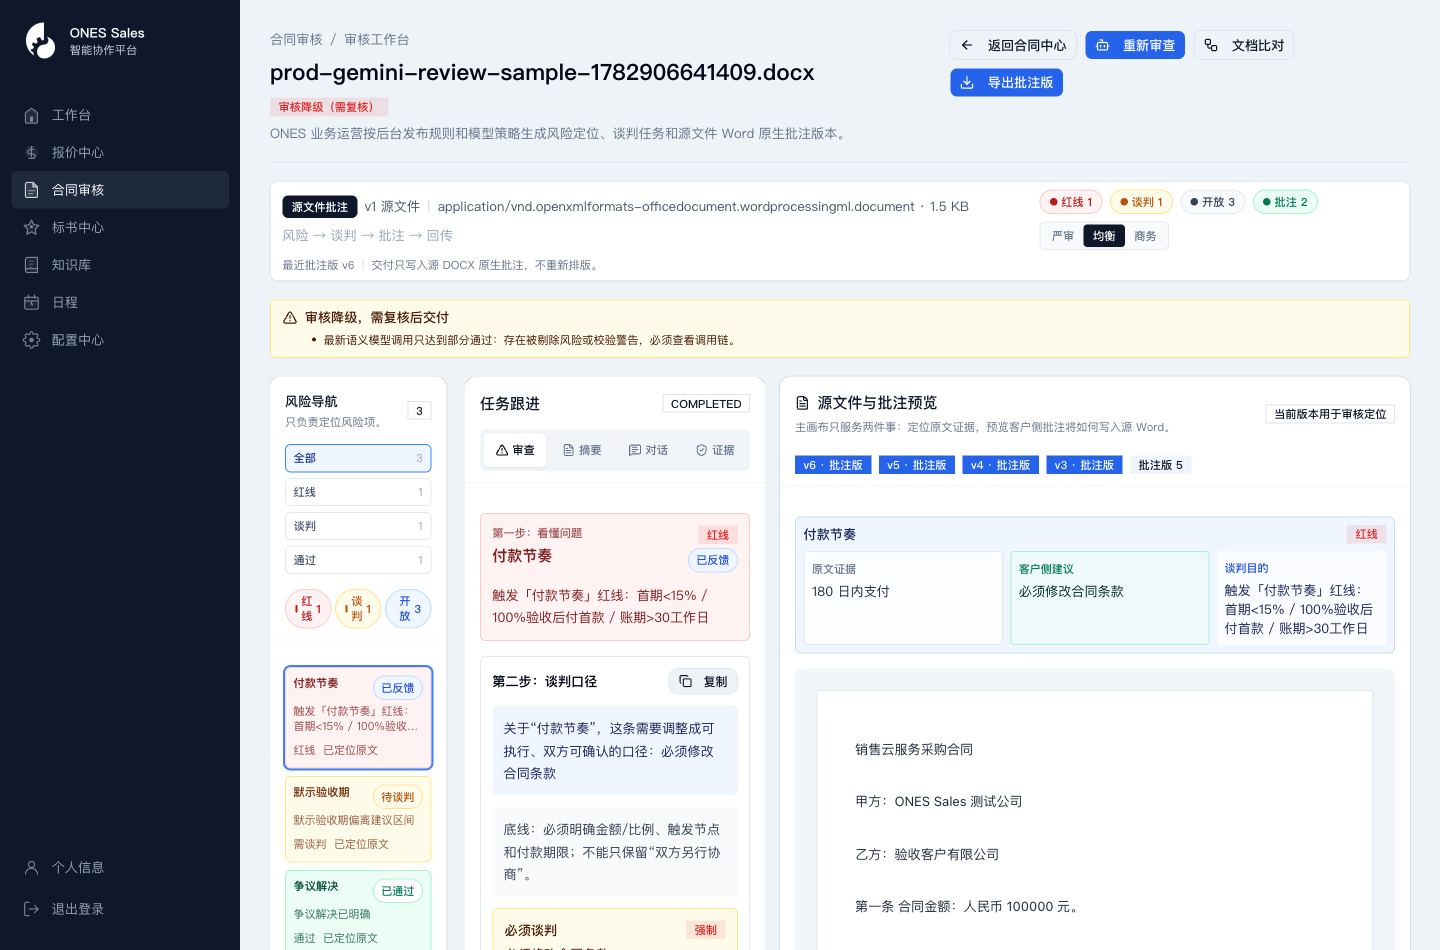 ONES Sales
智能协作平台
工作台
报价中心
合同审核
标书中心
知识库
日程
配置中心
个人信息
退出登录
合同审核 / 审核工作台
prod-gemini-review-sample-1782906641409.docx
审核降级（需复核）
ONES 业务运营按后台发布规则和模型策略生成风险定位、谈判任务和源文件 Word 原生批注版本。
返回合同中心
重新审查
文档比对
导出批注版
源文件批注 v1 源文件 | application/vnd.openxmlformats-officedocument.wordprocessingml.document · 1.5 KB
风险 → 谈判 → 批注 → 回传
最近批注版 v6 | 交付只写入源 DOCX 原生批注，不重新排版。
红线 1 谈判 1 开放 3 批注 2
严审 均衡 商务
审核降级，需复核后交付
• 最新语义模型调用只达到部分通过：存在被剔除风险或校验警告，必须查看调用链。
风险导航
只负责定位风险项。
3
全部 3
红线 1
谈判 1
通过 1
红线 1
谈判 1
开放 3
付款节奏
已反馈
触发「付款节奏」红线：
首期<15% / 100%验收...
红线 已定位原文
默示验收期
待谈判
默示验收期偏离建议区间
需谈判 已定位原文
争议解决
已通过
争议解决已明确
通过 已定位原文
任务跟进
COMPLETED
审查 摘要 对话 证据
第一步：看懂问题
红线
付款节奏
已反馈
触发「付款节奏」红线：首期<15% /
100%验收后付首款 / 账期>30工作日
第二步：谈判口径
复制
关于“付款节奏”，这条需要调整成可
执行、双方可确认的口径：必须修改
合同条款
底线：必须明确金额/比例、触发节点
和付款期限；不能只保留“双方另行协
商”。
必须谈判
强制
源文件与批注预览
主画布只服务两件事：定位原文证据，预览客户侧批注将如何写入源 Word。
当前版本用于审核定位
v6 · 批注版
v5 · 批注版
v4 · 批注版
v3 · 批注版
批注版 5
付款节奏
红线
原文证据
180 日内支付
客户侧建议
必须修改合同条款
谈判目的
触发「付款节奏」红线：
首期<15% / 100%验收后
付首款 / 账期>30工作日
销售云服务采购合同
甲方：ONES Sales 测试公司
乙方：验收客户有限公司
第一条 合同金额：人民币 100000 元。